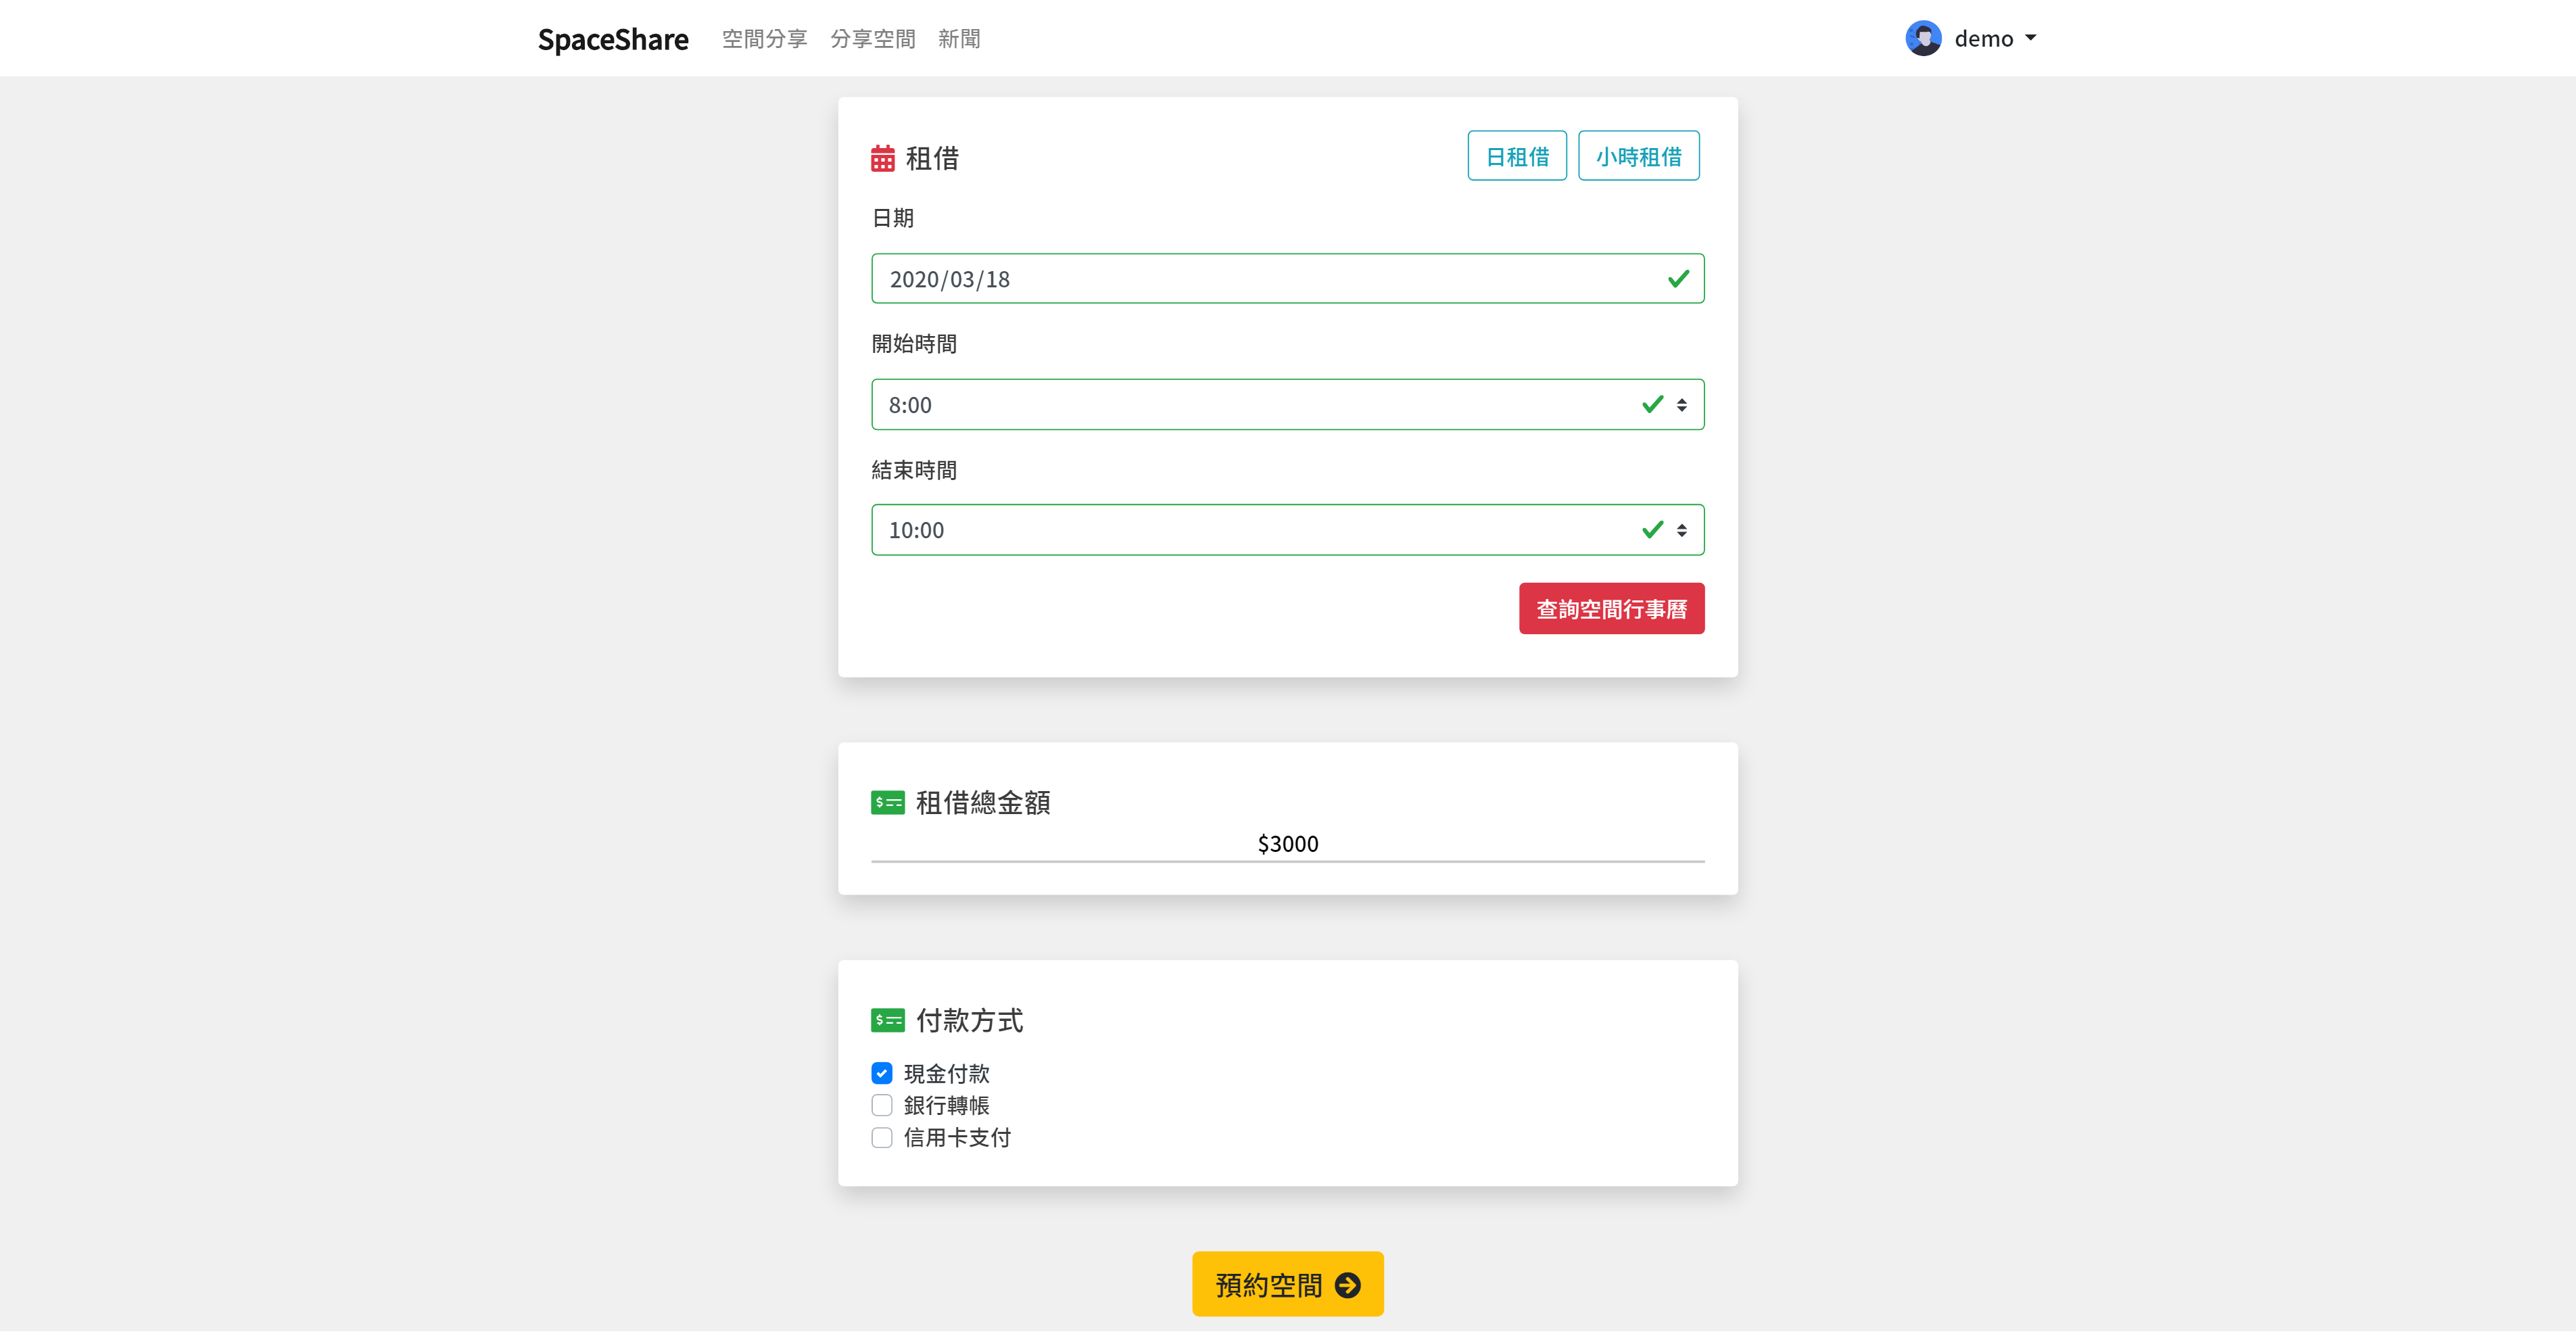 SpaceShare 空間分享 分享空間 新聞 demo
租借 日租借 小時租借
日期
2020/03/18
開始時間
8:00
結束時間
10:00
查詢空間行事曆
租借總金額
$3000
付款方式
現金付款
銀行轉帳
信用卡支付
預約空間